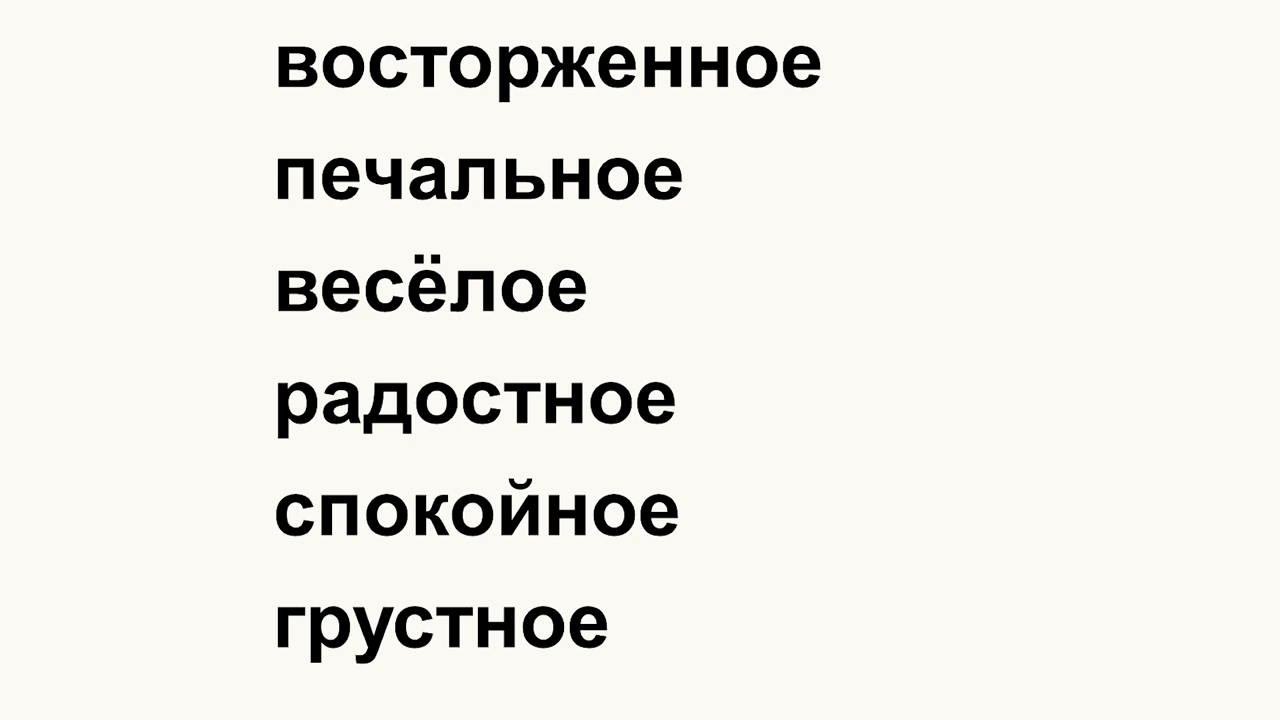 восторженное
печальное
весёлое
радостное
спокойное
грустное